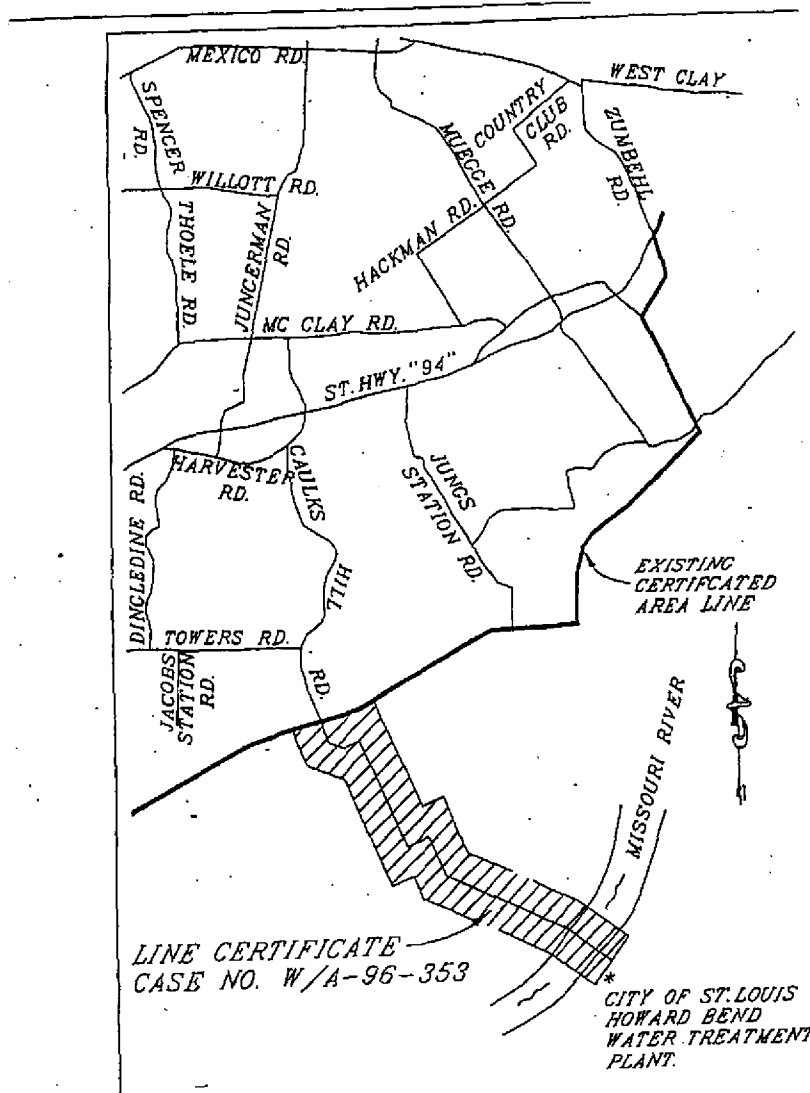 MEXICO RD.
WEST CLAY
SPENCER
RD.
COUNTRY
CLUB
RD.
ZUMBEHL
RD.
MUEGGE
RD.
WILLOTT RD.
THOELE RD.
JUNGERMAN
RD.
HACKMAN RD.
MC CLAY RD.
ST. HWY. "94"
HARVESTER
RD.
CAULKS
HILL
RD.
JUNGS
STATION RD.
DINGLEDINE RD.
EXISTING
CERTIFCATED
AREA LINE
TOWERS RD.
JACOBS
STATION
RD.
MISSOURI RIVER
LINE CERTIFICATE
CASE NO. W/A-96-353
*
CITY OF ST.LOUIS
HOWARD BEND
WATER TREATMENT
PLANT.